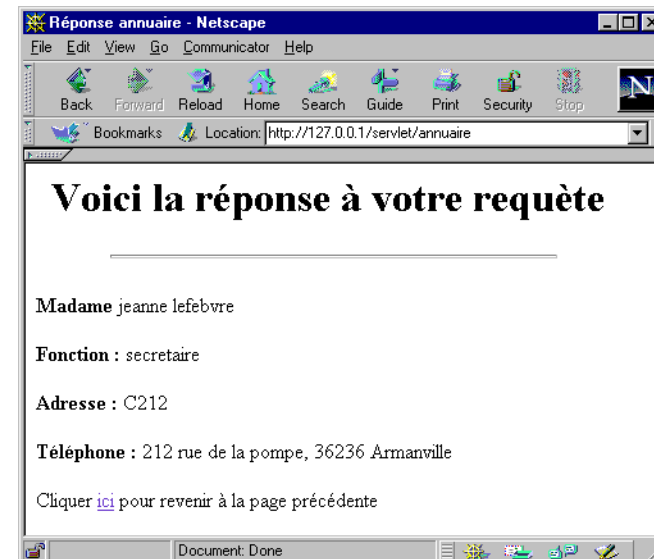 Réponse annuaire - Netscape
File Edit View Go Communicator Help
Back Forward Reload Home Search Guide Print Security Stop N
Bookmarks Location: http://127.0.0.1/servlet/annuaire
Voici la réponse à votre requète
Madame jeanne lefebvre
Fonction : secretaire
Adresse : C212
Téléphone : 212 rue de la pompe, 36236 Armanville
Cliquer ici pour revenir à la page précédente
Document: Done